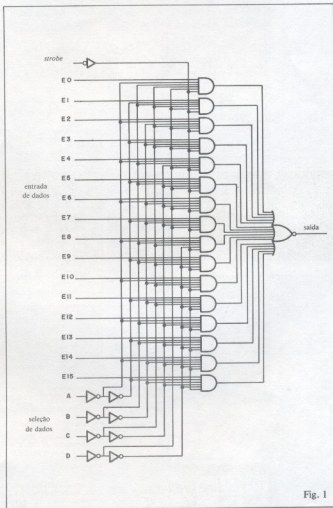 strobe
E0
E1
E2
E3
E4
entrada
de dados
E5
E6
E7
saída
E8
E9
E10
E11
E12
E13
E14
E15
A
B
seleção
de dados
C
D
Fig. 1